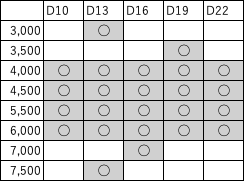 D10 D13 D16 D19 D22
3,000 ○
3,500 ○
4,000 ○ ○ ○ ○ ○
4,500 ○ ○ ○ ○ ○
5,500 ○ ○ ○ ○ ○
6,000 ○ ○ ○ ○ ○
7,000 ○
7,500 ○